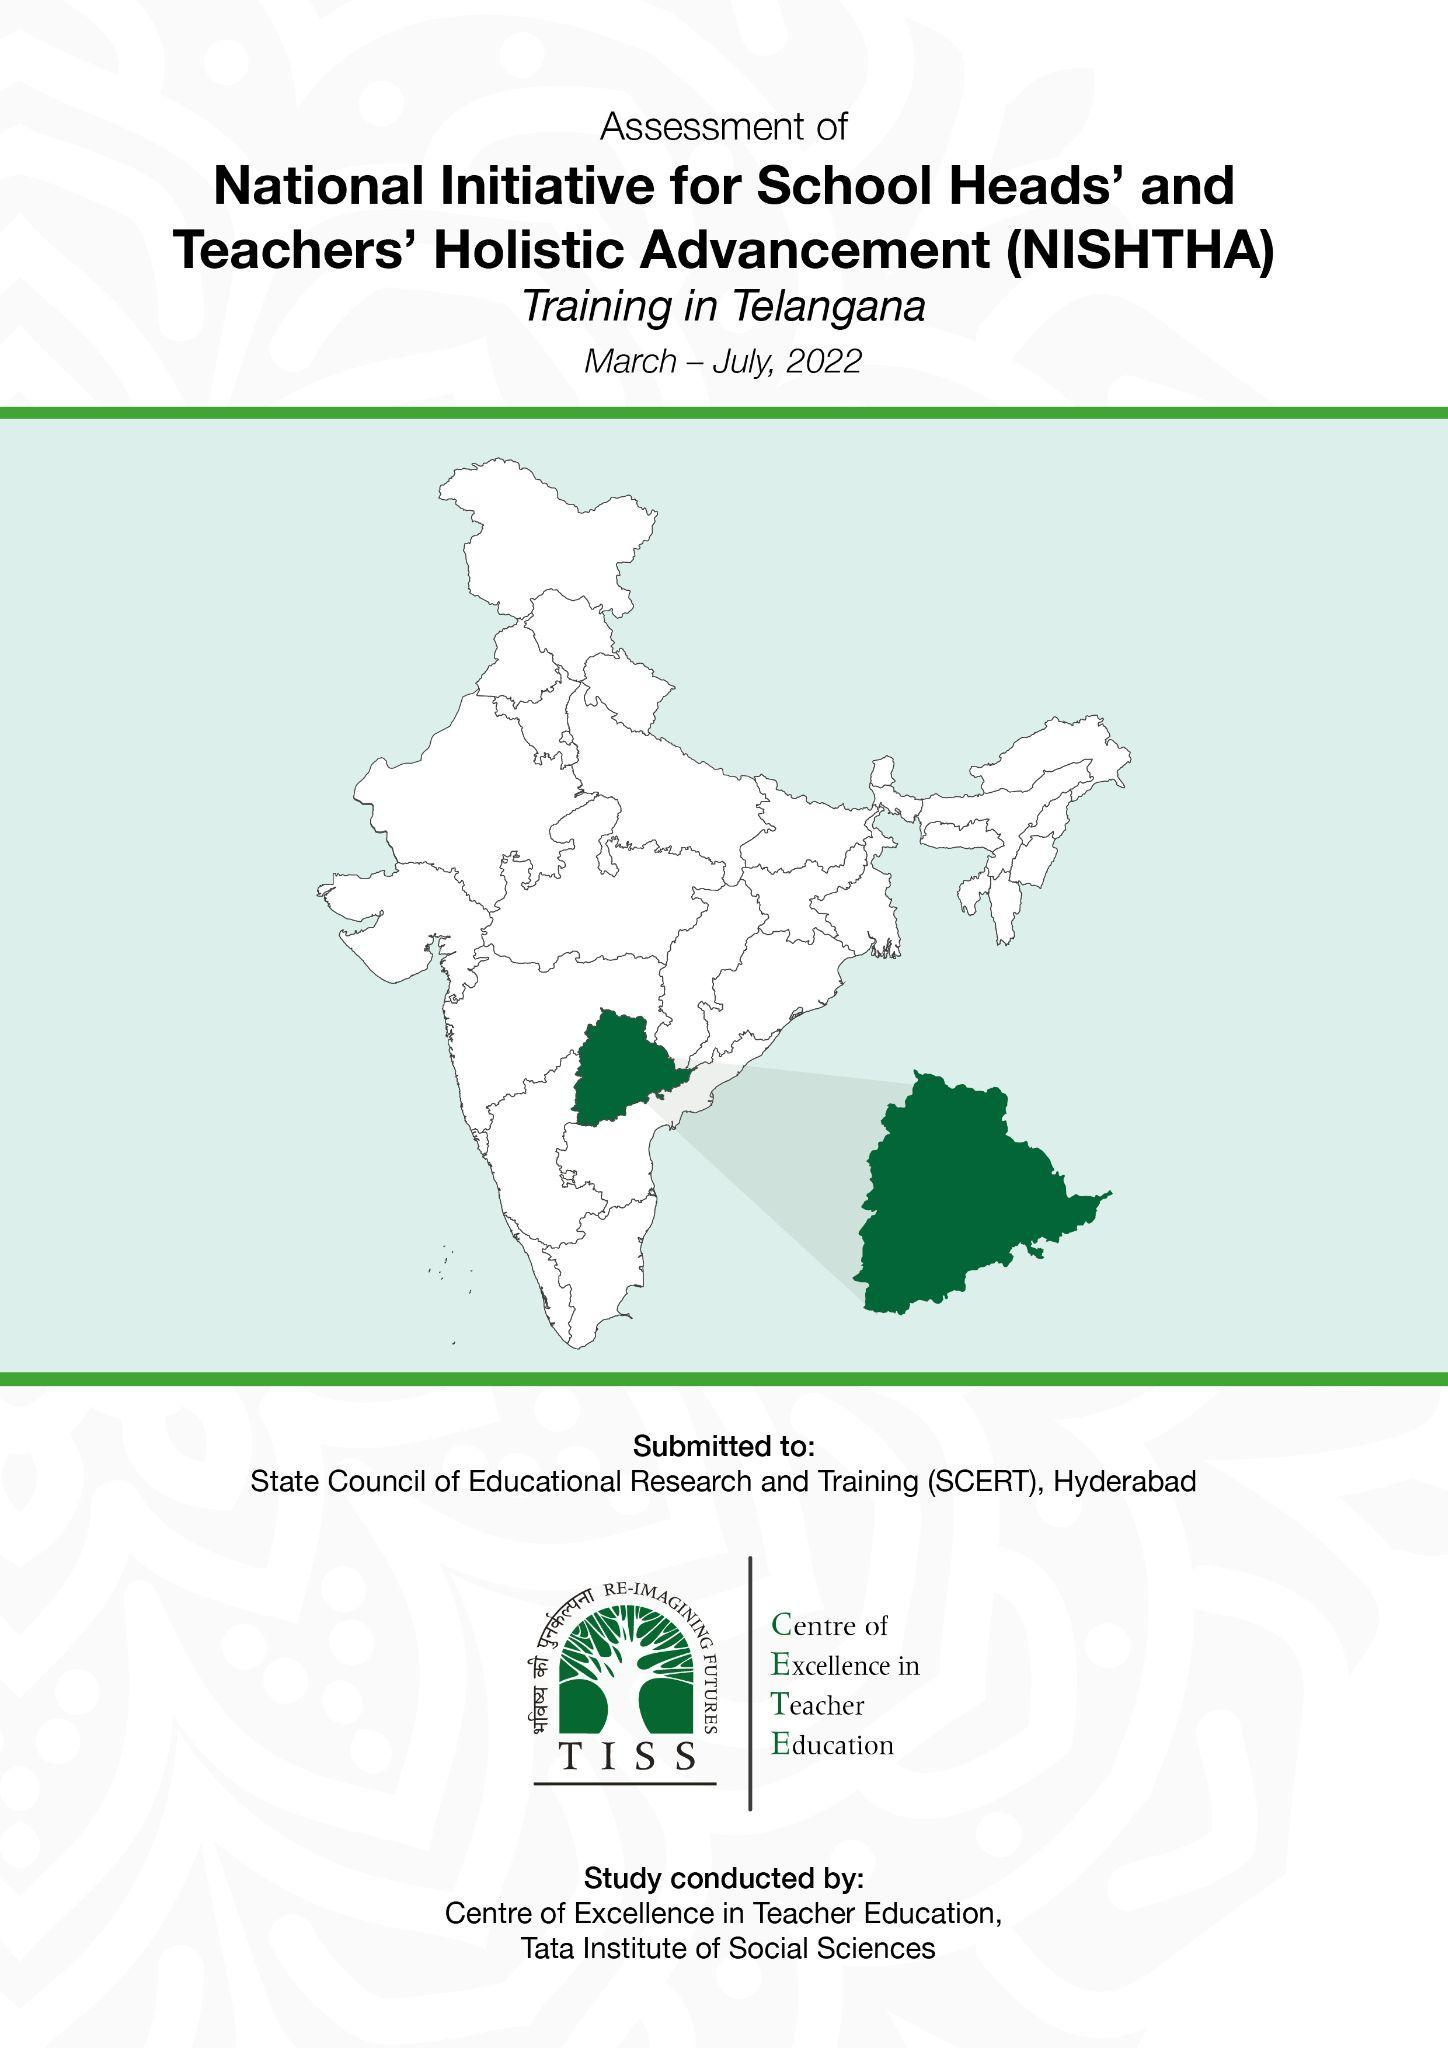 Assessment of
National Initiative for School Heads’ and
Teachers’ Holistic Advancement (NISHTHA)
Training in Telangana
March – July, 2022
Submitted to:
State Council of Educational Research and Training (SCERT), Hyderabad
भविष्य की पुनर्कल्पना RE-IMAGINING FUTURES
TISS
Centre of
Excellence in
Teacher
Education
Study conducted by:
Centre of Excellence in Teacher Education,
Tata Institute of Social Sciences